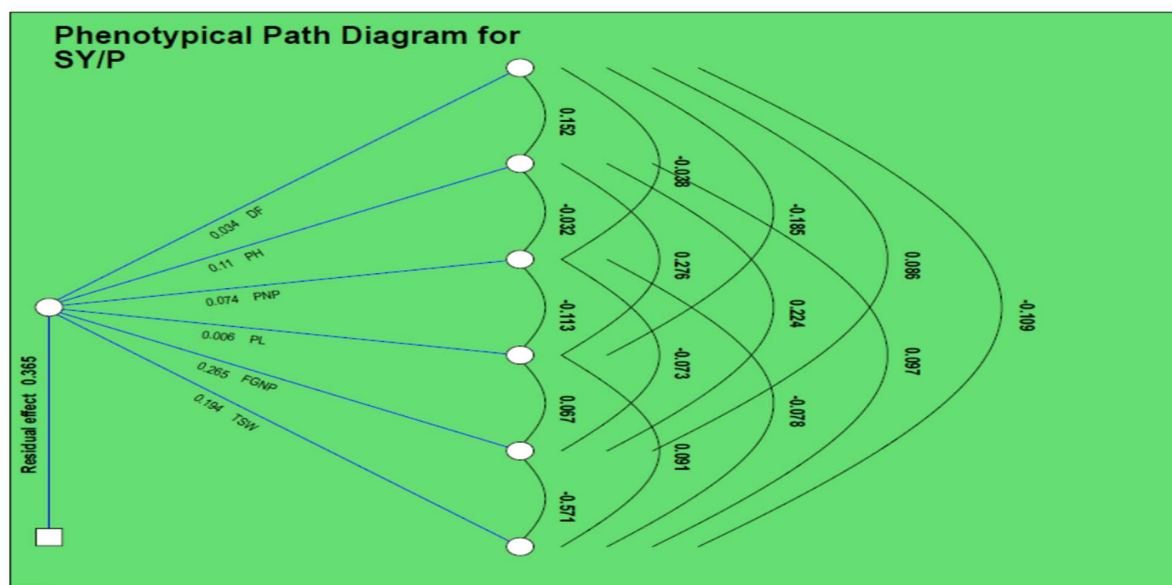 Phenotypical Path Diagram for
SY/P
0.034 DF
0.11 PH
0.074 PNP
0.006 PL
0.265 FGNP
0.194 TSW
Residual effect 0.365
0.152
-0.032
-0.113
0.067
-0.571
-0.038
0.276
-0.073
0.091
-0.185
0.224
-0.078
0.086
0.097
-0.109